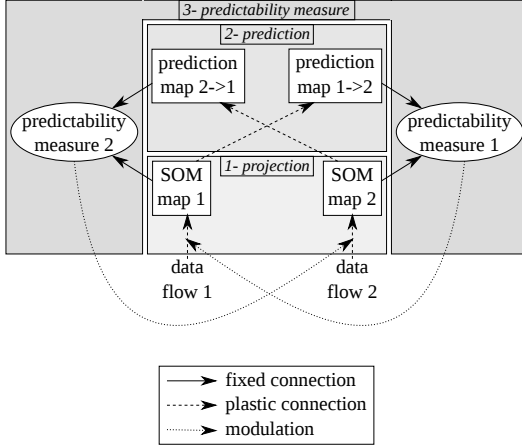 3- predictability measure
2- prediction
prediction
map 2->1
prediction
map 1->2
predictability
measure 2
predictability
measure 1
1- projection
SOM
map 1
SOM
map 2
data
flow 1
data
flow 2
fixed connection
plastic connection
modulation